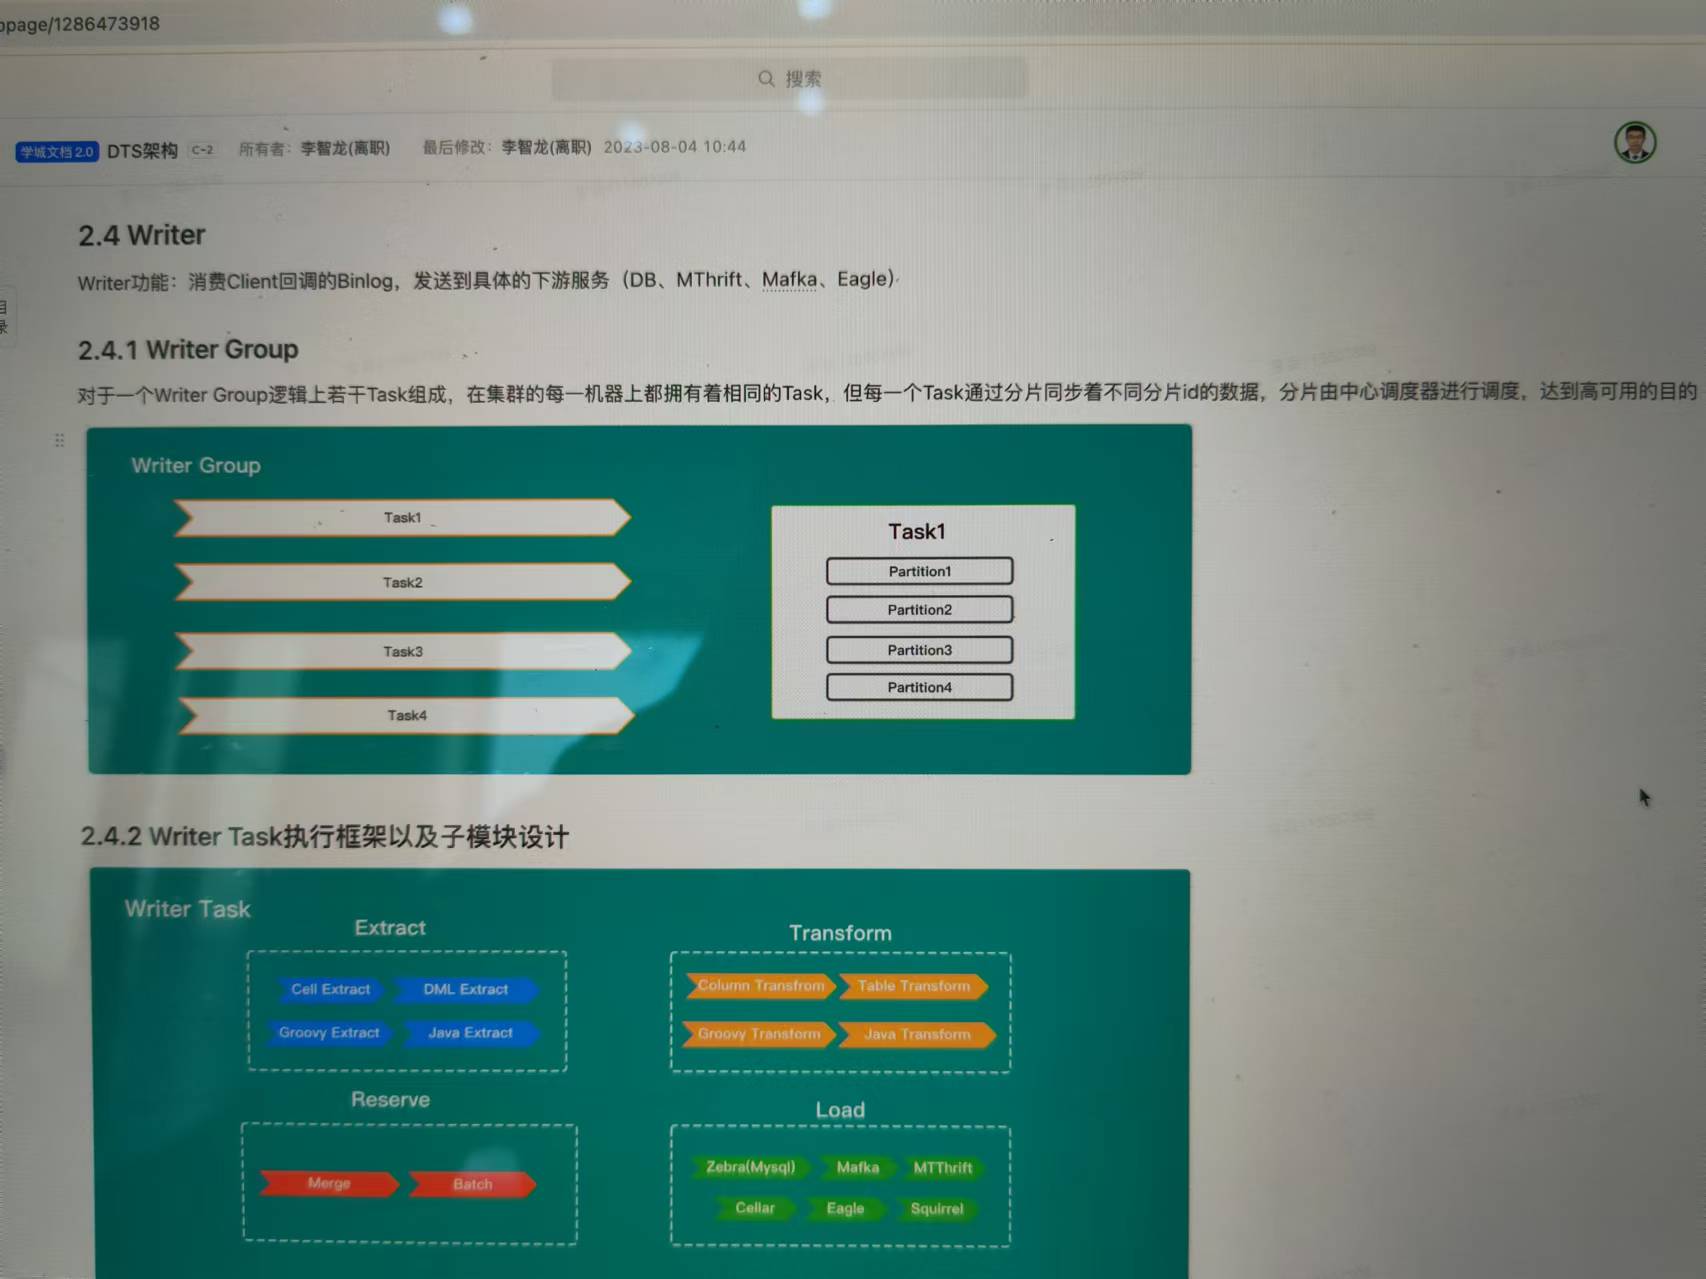 page/1286473918
搜索
学城文档 2.0 DTS架构 C-2 所有者：李智龙(离职) 最后修改：李智龙(离职) 2023-08-04 10:44
目录
2.4 Writer
Writer功能：消费Client回调的Binlog，发送到具体的下游服务（DB、MThrift、Mafka、Eagle）
2.4.1 Writer Group
对于一个Writer Group逻辑上若干Task组成，在集群的每一机器上都拥有着相同的Task，但每一个Task通过分片同步着不同分片id的数据，分片由中心调度器进行调度，达到高可用的目的
Writer Group
Task1
Task2
Task3
Task4
Task1
Partition1
Partition2
Partition3
Partition4
2.4.2 Writer Task执行框架以及子模块设计
Writer Task
Extract
Cell Extract DML Extract
Groovy Extract Java Extract
Transform
Column Transfrom Table Transform
Groovy Transform Java Transform
Reserve
Merge Batch
Load
Zebra(Mysql) Mafka MTThrift
Cellar Eagle Squirrel